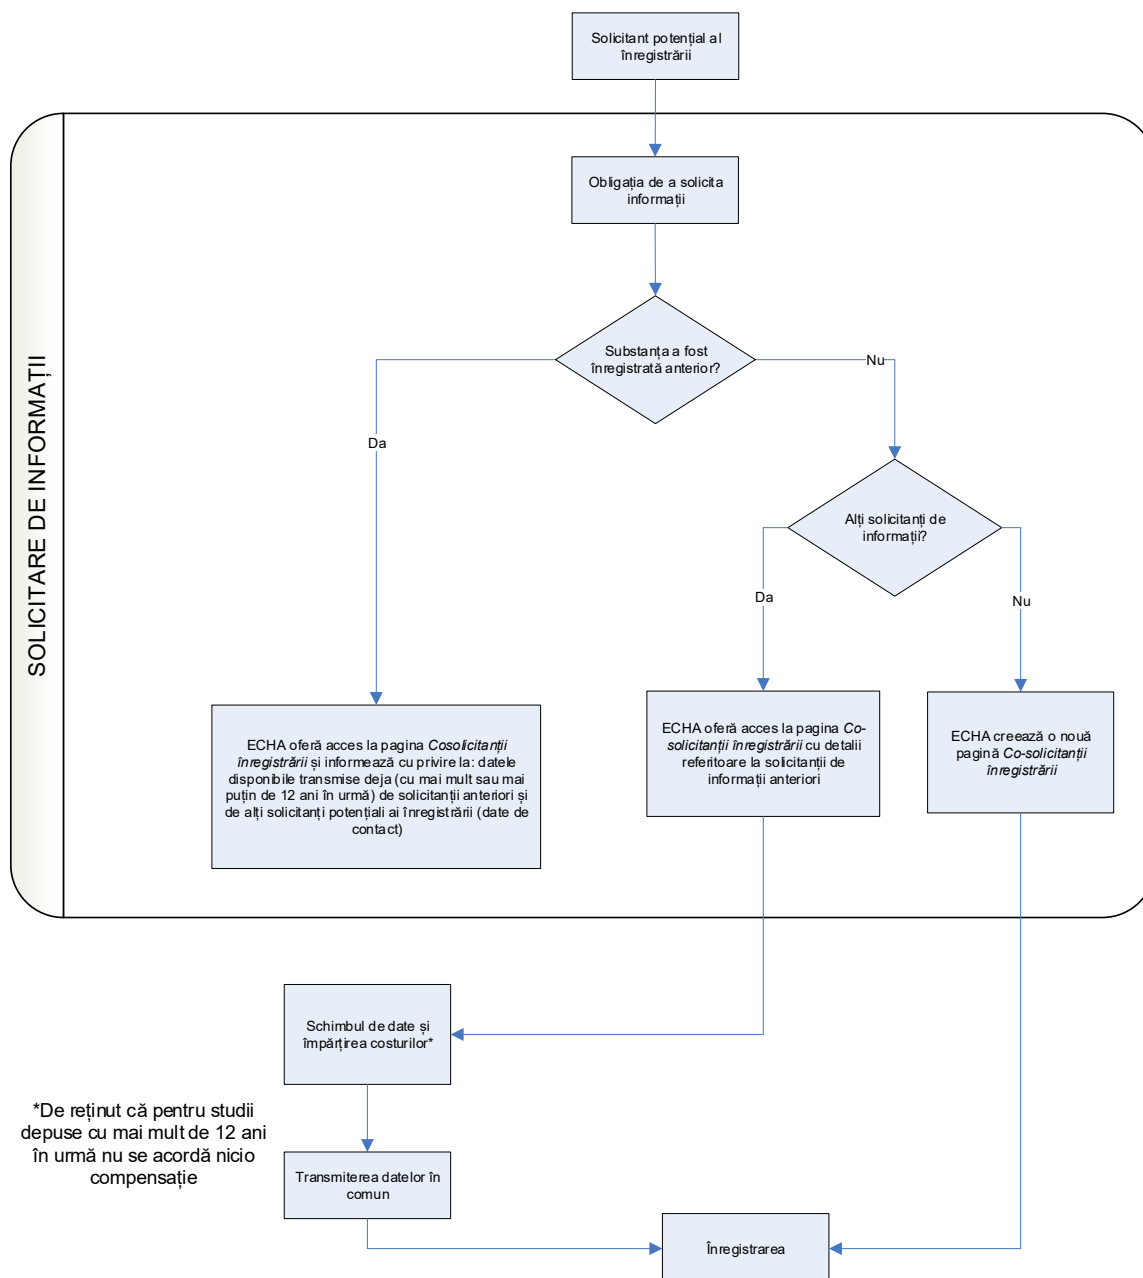 Solicitant potențial al
înregistrării
Obligația de a solicita
informații
SOLICITARE DE INFORMAȚII
Substanța a fost
înregistrată anterior?
Nu
Da
Alți solicitanți de
informații?
Da
Nu
ECHA oferă acces la pagina Cosolicitanții
înregistrării și informează cu privire la: datele
disponibile transmise deja (cu mai mult sau mai
puțin de 12 ani în urmă) de solicitanții anteriori și
de alți solicitanți potențiali ai înregistrării (date de
contact)
ECHA oferă acces la pagina Co-
solicitanții înregistrării cu detalii
referitoare la solicitanții de
informații anteriori
ECHA creează o nouă
pagină Co-solicitanții
înregistrării
Schimbul de date și
împărțirea costurilor*
*De reținut că pentru studii
depuse cu mai mult de 12 ani
în urmă nu se acordă nicio
compensație
Transmiterea datelor în
comun
Înregistrarea